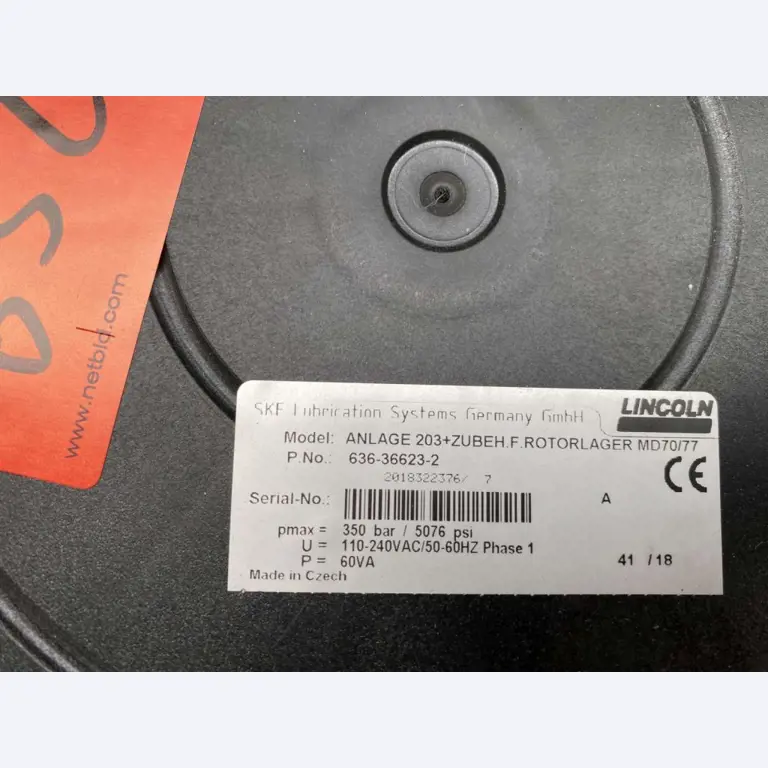 www.netbid.com
SKF Lubrication Systems Germany GmbH
LINCOLN
Model: ANLAGE 203+ZUBEH.F.ROTORLAGER MD70/77
P.No.: 636-36623-2
2018322376/ 7
Serial-No.: A
pmax = 350 bar / 5076 psi
U = 110-240VAC/50-60HZ Phase 1
P = 60VA
41 /18
Made in Czech
CE